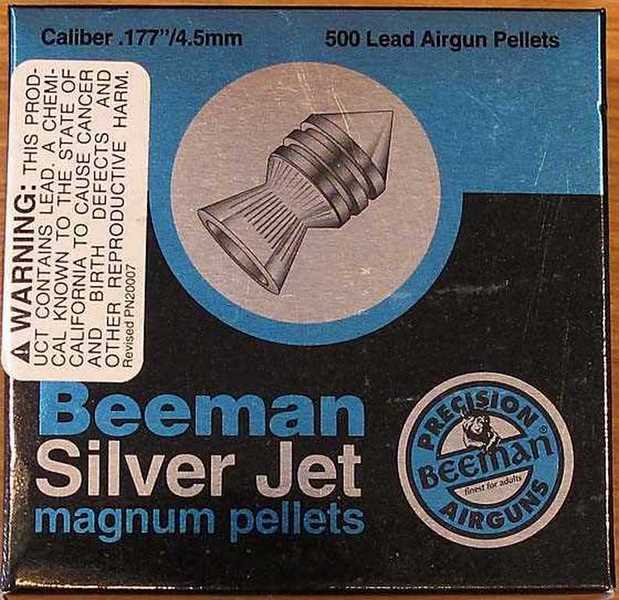 Caliber .177"/4.5mm
500 Lead Airgun Pellets
WARNING: THIS PROD-
UCT CONTAINS LEAD, A CHEMI-
CAL KNOWN TO THE STATE OF
CALIFORNIA TO CAUSE CANCER
AND BIRTH DEFECTS AND
OTHER REPRODUCTIVE HARM.
Revised PN20007
Beeman
Silver Jet
magnum pellets
PRECISION
BEEMAN®
finest for adults
AIRGUNS